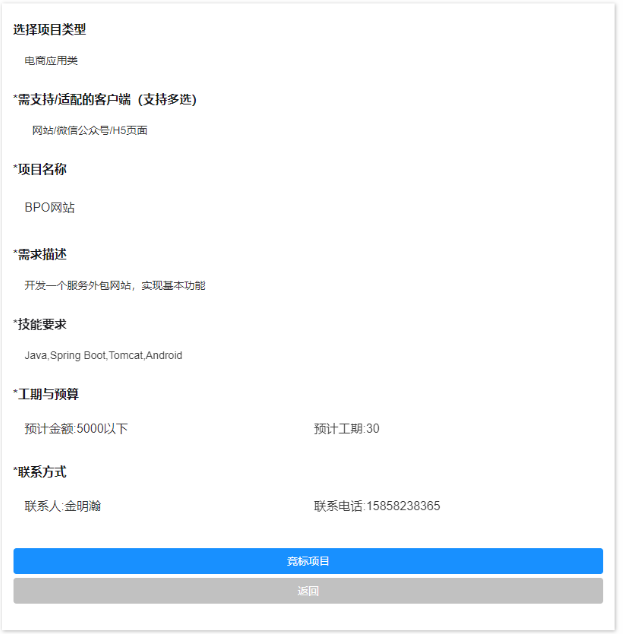 选择项目类型
电商应用类
*需支持/适配的客户端（支持多选）
网站/微信公众号/H5页面
*项目名称
BPO网站
*需求描述
开发一个服务外包网站，实现基本功能
*技能要求
Java,Spring Boot,Tomcat,Android
*工期与预算
预计金额:5000以下 预计工期:30
*联系方式
联系人:金明瀚 联系电话:15858238365
竞标项目
返回